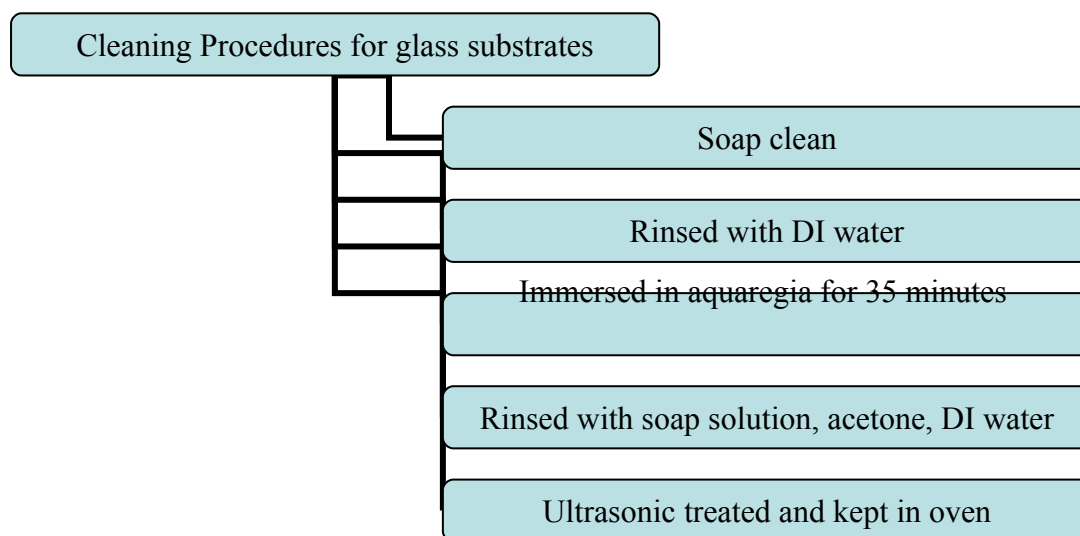 Cleaning Procedures for glass substrates
Soap clean
Rinsed with DI water
Immersed in aquaregia for 35 minutes
Rinsed with soap solution, acetone, DI water
Ultrasonic treated and kept in oven